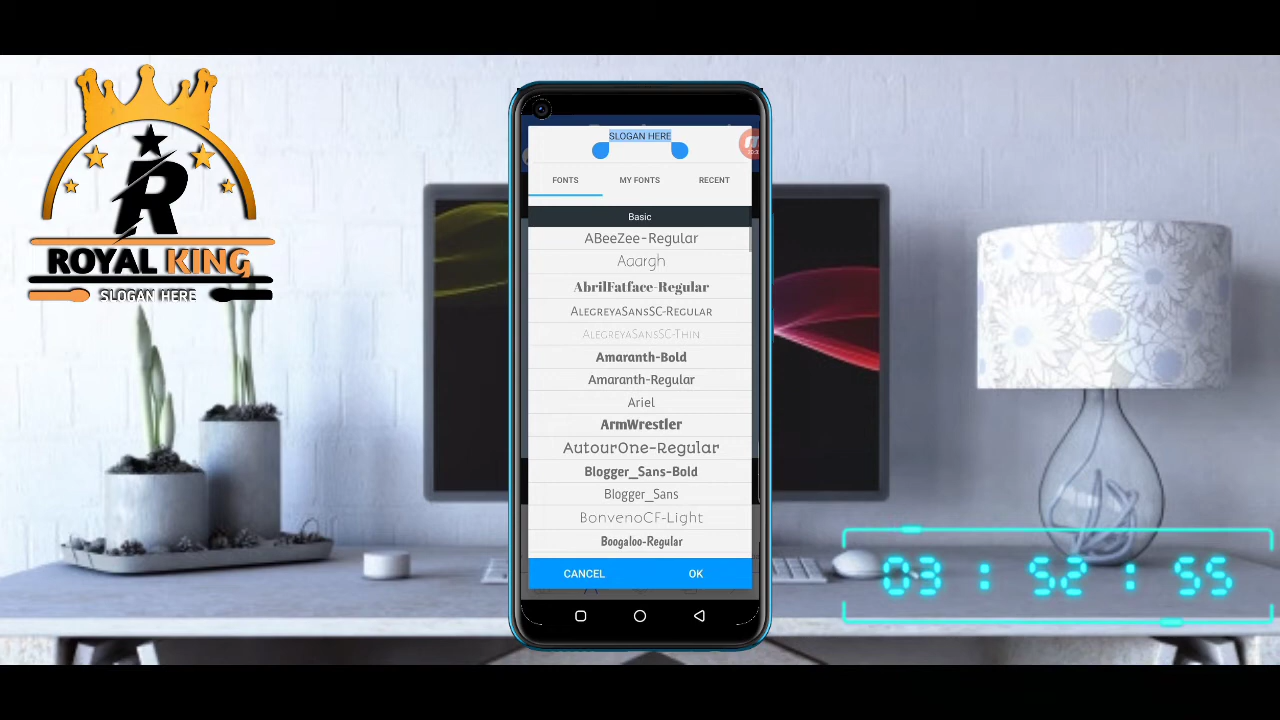 R
ROYAL KING
SLOGAN HERE
SLOGAN HERE
FONTS MY FONTS RECENT
Basic
ABeeZee-Regular
Aaargh
AbrilFatface-Regular
AlegreyaSansSC-Regular
AlegreyaSansSC-Thin
Amaranth-Bold
Amaranth-Regular
Ariel
ArmWrestler
AutourOne-Regular
Blogger_Sans-Bold
Blogger_Sans
BonvenoCF-Light
Boogaloo-Regular
CANCEL OK
03 : 52 : 55